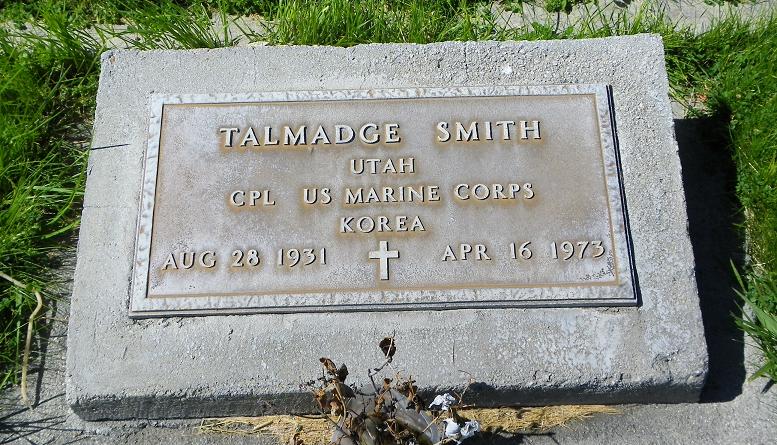 TALMADGE SMITH
UTAH
CPL US MARINE CORPS
KOREA
AUG 28 1931 APR 16 1973